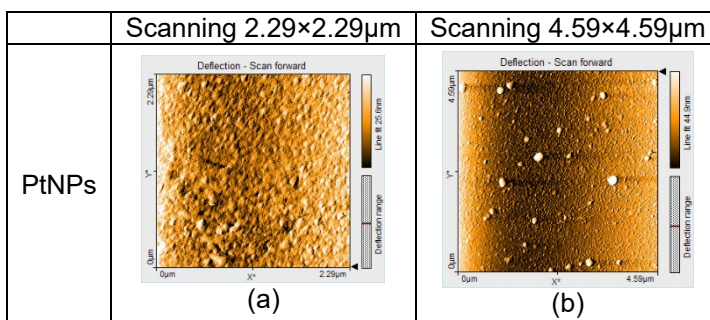 Scanning 2.29×2.29µm
Scanning 4.59×4.59µm
PtNPs
Deflection - Scan forward
2.29µm
Y*
0µm
0µm
X*
2.29µm
Line fit 25.6nm
Deflection range
(a)
Deflection - Scan forward
4.59µm
Y*
0µm
0µm
X*
4.59µm
Line fit 44.9nm
Deflection range
(b)